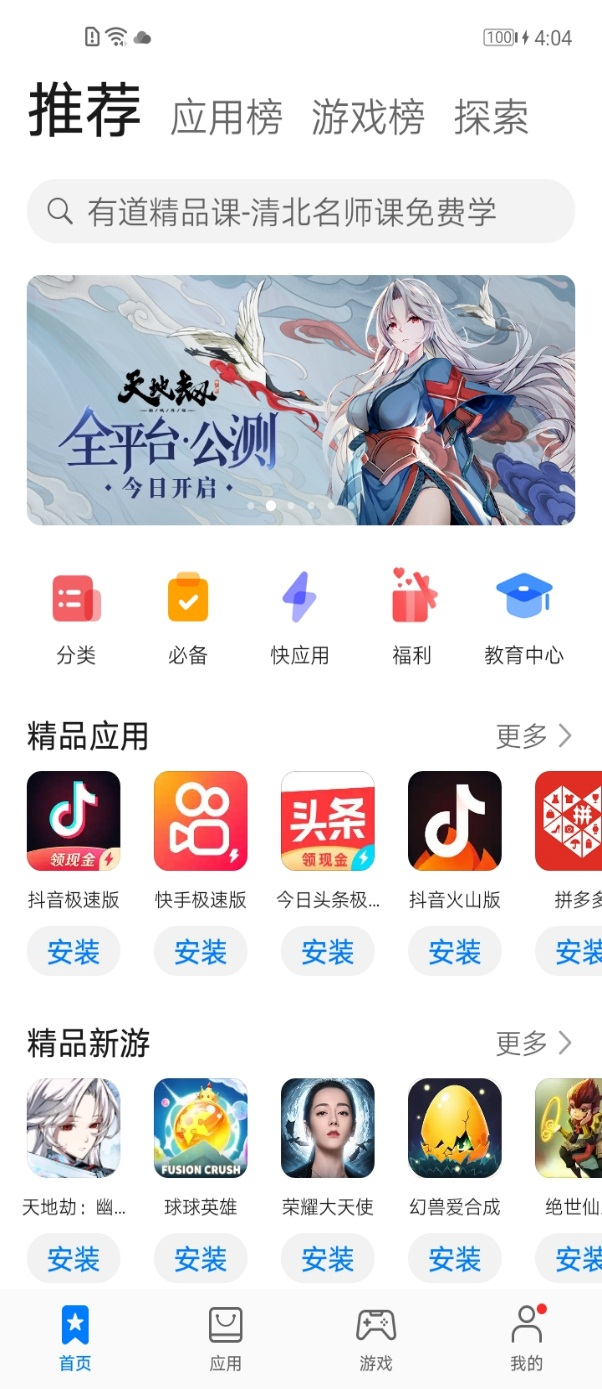 100 4:04
推荐 应用榜 游戏榜 探索
有道精品课-清北名师课免费学
天地劫
全平台·公测
·今日开启·
分类 必备 快应用 福利 教育中心
精品应用 更多
头条 拼
领现金 领现金
抖音极速版 快手极速版 今日头条极... 抖音火山版 拼多多
安装 安装 安装 安装 安装
精品新游 更多
FUSION CRUSH
天地劫：幽... 球球英雄 荣耀大天使 幻兽爱合成 绝世仙
安装 安装 安装 安装 安装
首页 应用 游戏 我的